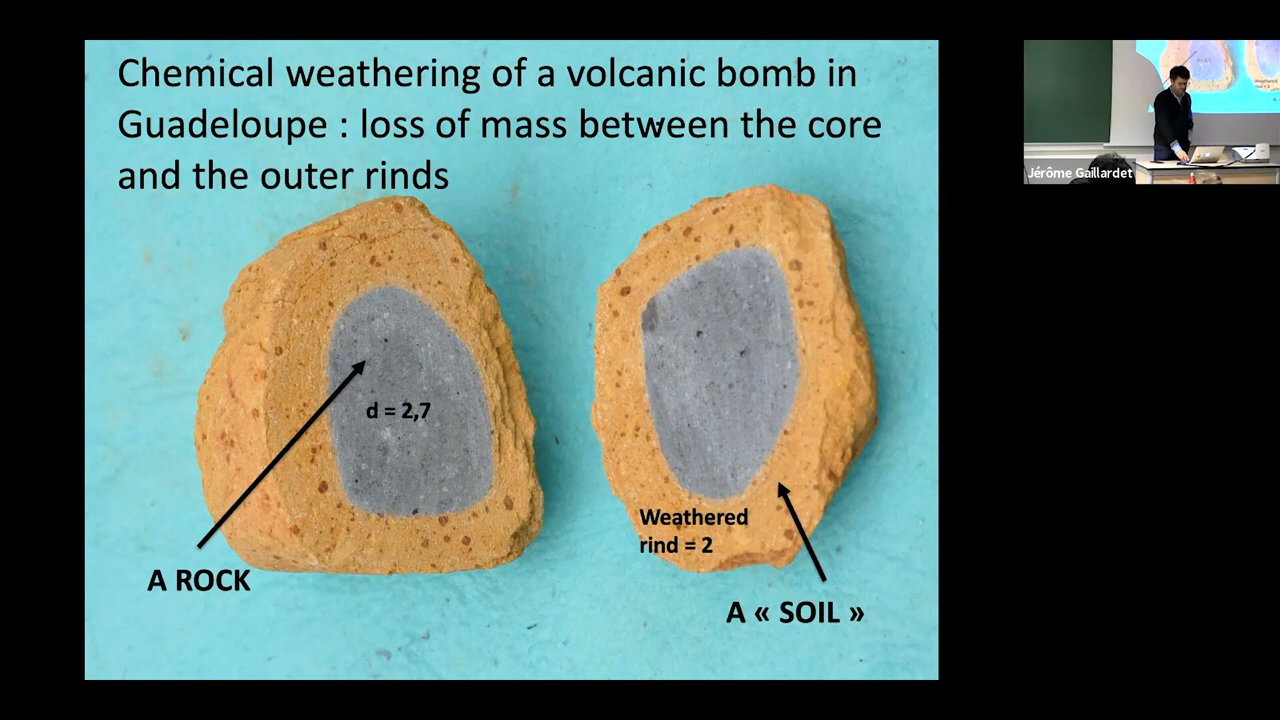 Chemical weathering of a volcanic bomb in
Guadeloupe : loss of mass between the core
and the outer rinds
d = 2,7
Weathered
rind = 2
A ROCK
A « SOIL »
Jérôme Gaillardet